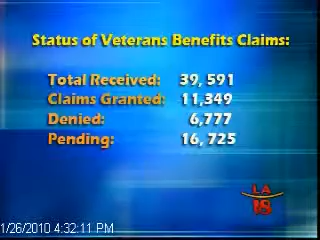 Status of Veterans Benefits Claims:
Total Received: 39, 591
Claims Granted: 11,349
Denied: 6,777
Pending: 16, 725
LA
18
1/26/2010 4:32:11 PM